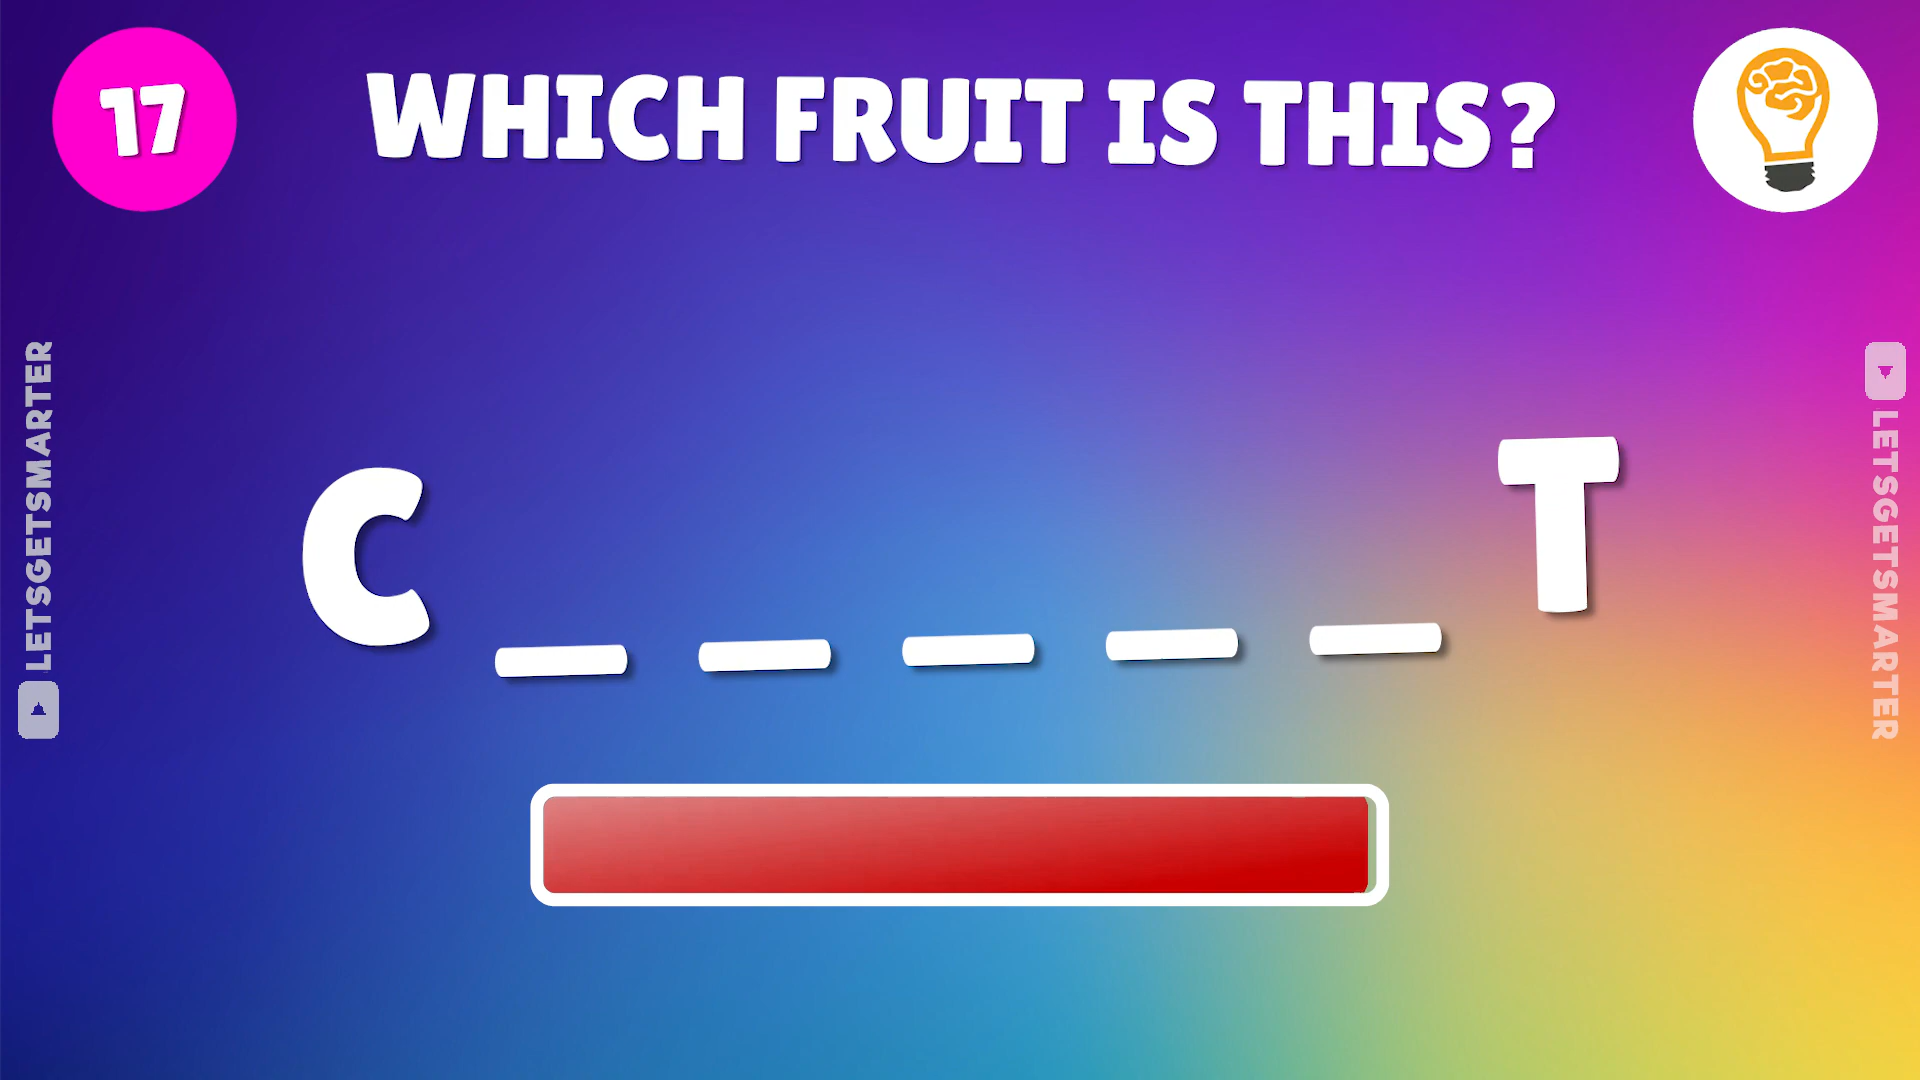 17
WHICH FRUIT IS THIS?
C _ _ _ _ _ T
LETSGETSMARTER
LETSGETSMARTER